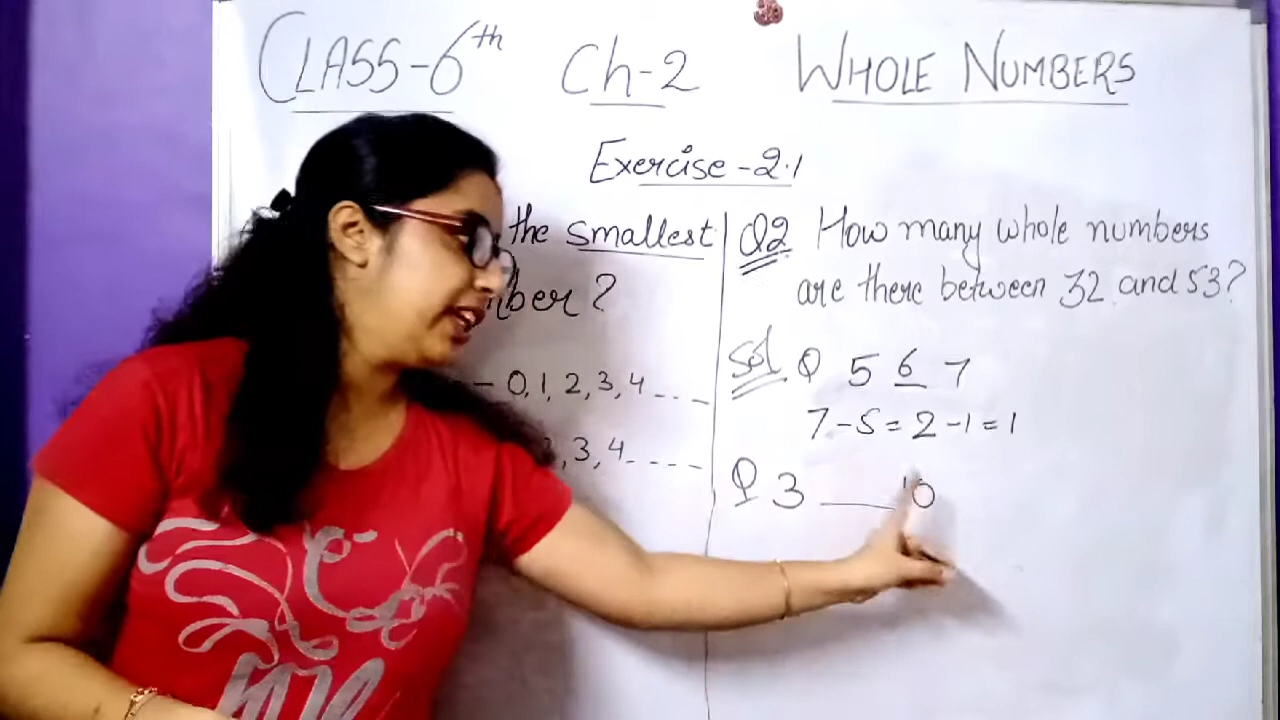 CLASS-6th Ch-2 WHOLE NUMBERS
Exercise -2.1
the smallest
ber?
- 0, 1, 2, 3, 4 ---
, 3, 4 ----
Q2 How many whole numbers
are there between 32 and 53?
Sol Q 5 6 7
7-5=2-1=1
Q 3 ___ 10